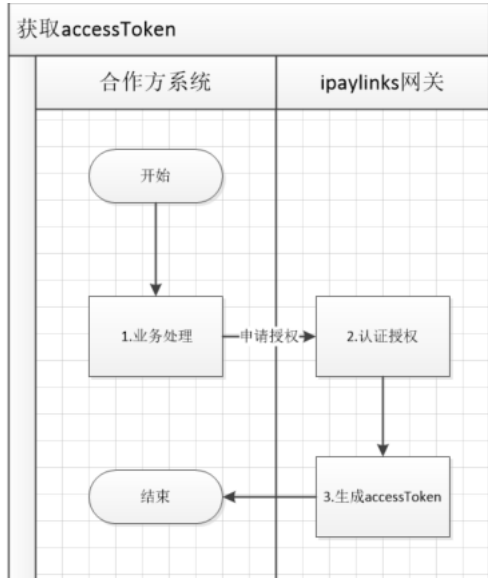 获取accessToken
合作方系统
ipaylinks网关
开始
1.业务处理
申请授权
2.认证授权
3.生成accessToken
结束